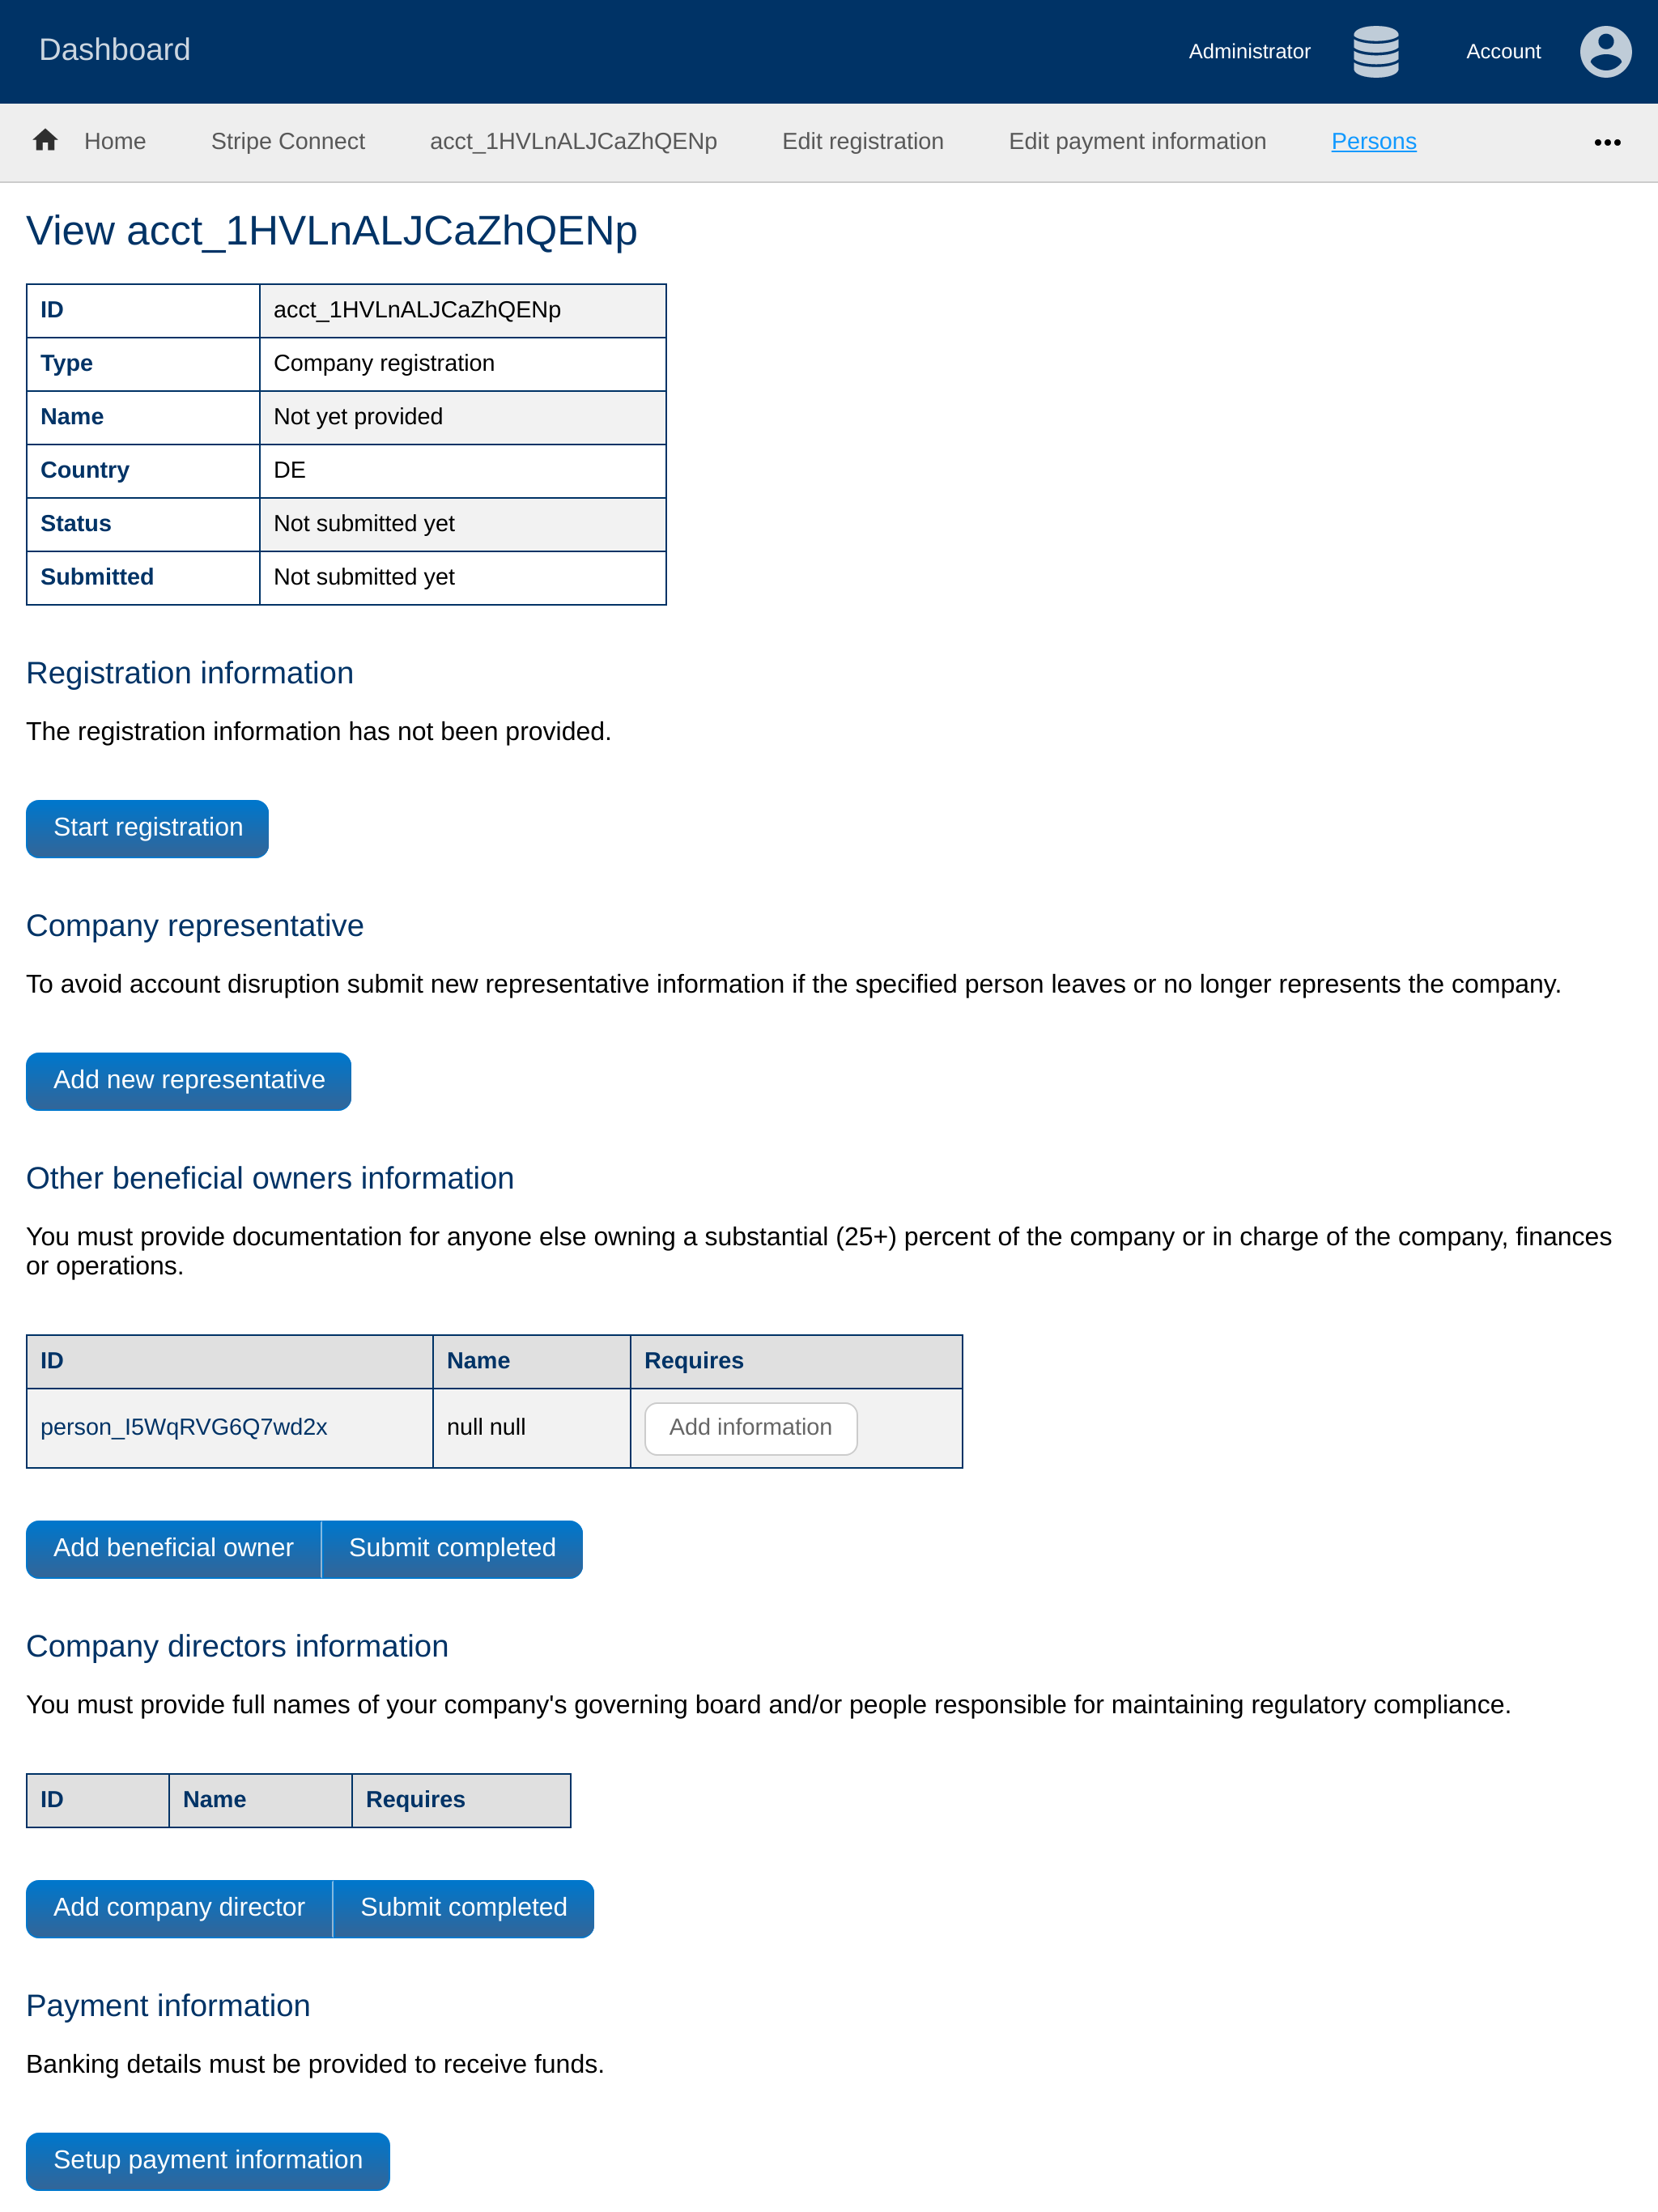 Dashboard
Administrator
Account
Home Stripe Connect acct_1HVLnALJCaZhQENp Edit registration Edit payment information Persons
View acct_1HVLnALJCaZhQENp
ID acct_1HVLnALJCaZhQENp
Type Company registration
Name Not yet provided
Country DE
Status Not submitted yet
Submitted Not submitted yet
Registration information
The registration information has not been provided.
Start registration
Company representative
To avoid account disruption submit new representative information if the specified person leaves or no longer represents the company.
Add new representative
Other beneficial owners information
You must provide documentation for anyone else owning a substantial (25+) percent of the company or in charge of the company, finances
or operations.
ID Name Requires
person_I5WqRVG6Q7wd2x null null Add information
Add beneficial owner Submit completed
Company directors information
You must provide full names of your company's governing board and/or people responsible for maintaining regulatory compliance.
ID Name Requires
Add company director Submit completed
Payment information
Banking details must be provided to receive funds.
Setup payment information